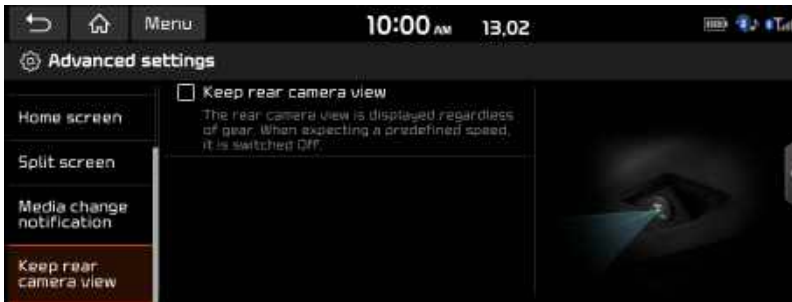 Menu
10:00 AM 13,02
Advanced settings
Home screen
Split screen
Media change
notification
Keep rear
camera view
Keep rear camera view
The rear camera view is displayed regardless
of gear. When expecting a predefined speed,
it is switched Off.